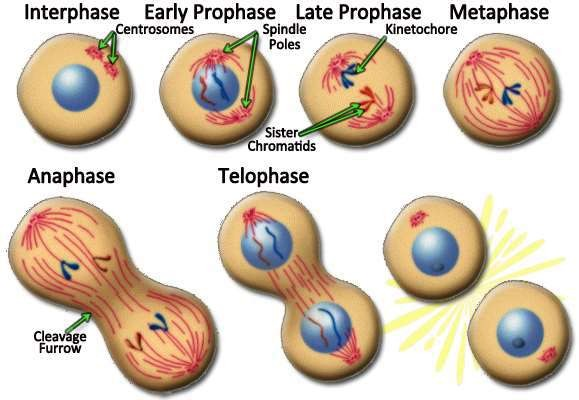 Interphase
Early Prophase
Late Prophase
Metaphase
Centrosomes
Spindle
Poles
Kinetochore
Sister
Chromatids
Anaphase
Telophase
Cleavage
Furrow